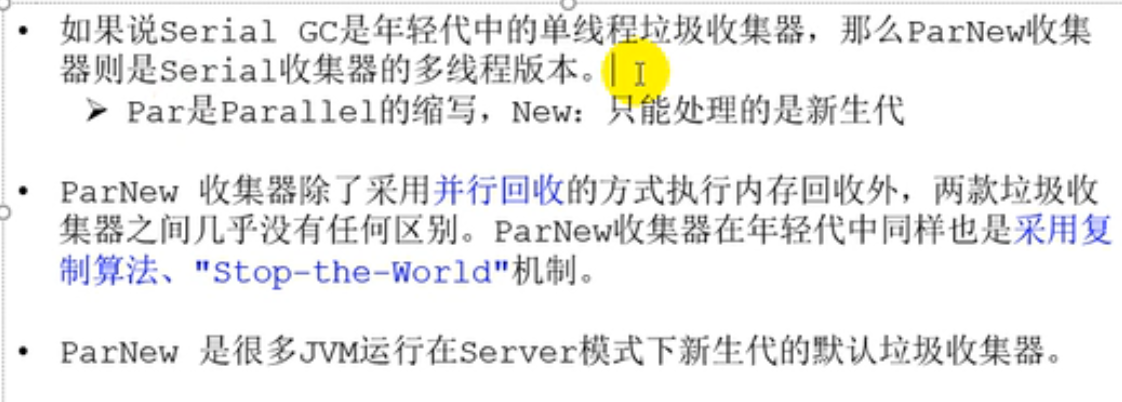 • 如果说Serial GC是年轻代中的单线程垃圾收集器，那么ParNew收集
器则是Serial收集器的多线程版本。
➢ Par是Parallel的缩写，New：只能处理的是新生代
• ParNew 收集器除了采用并行回收的方式执行内存回收外，两款垃圾收
集器之间几乎没有任何区别。ParNew收集器在年轻代中同样也是采用复
制算法、"Stop-the-World"机制。
• ParNew 是很多JVM运行在Server模式下新生代的默认垃圾收集器。